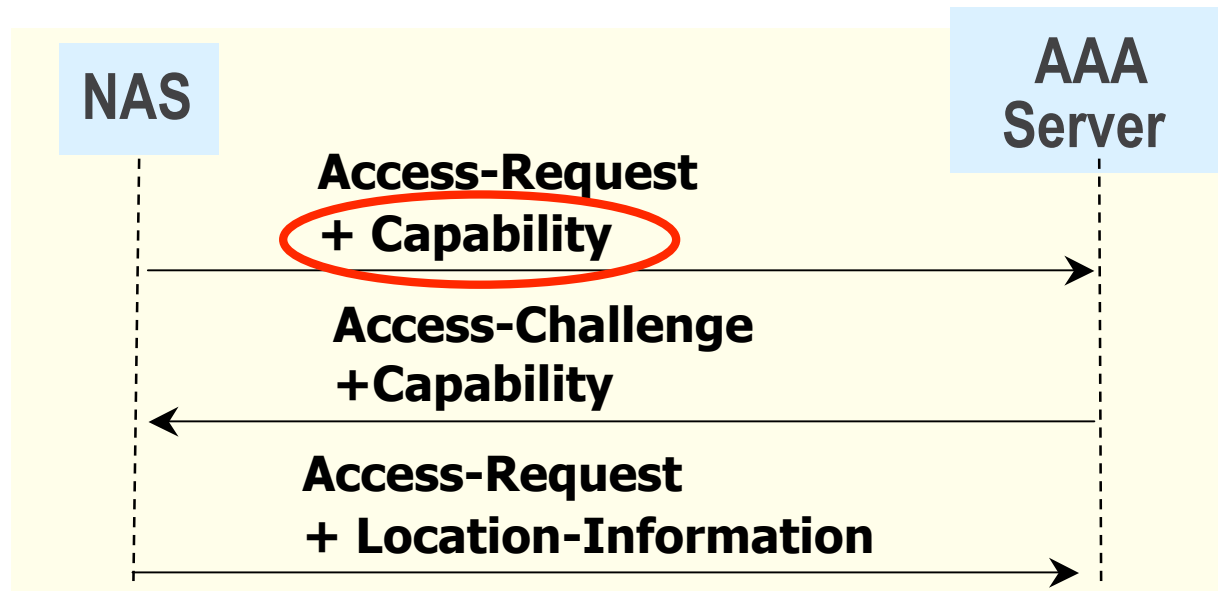 NAS
AAA
Server
Access-Request
+ Capability
Access-Challenge
+Capability
Access-Request
+ Location-Information